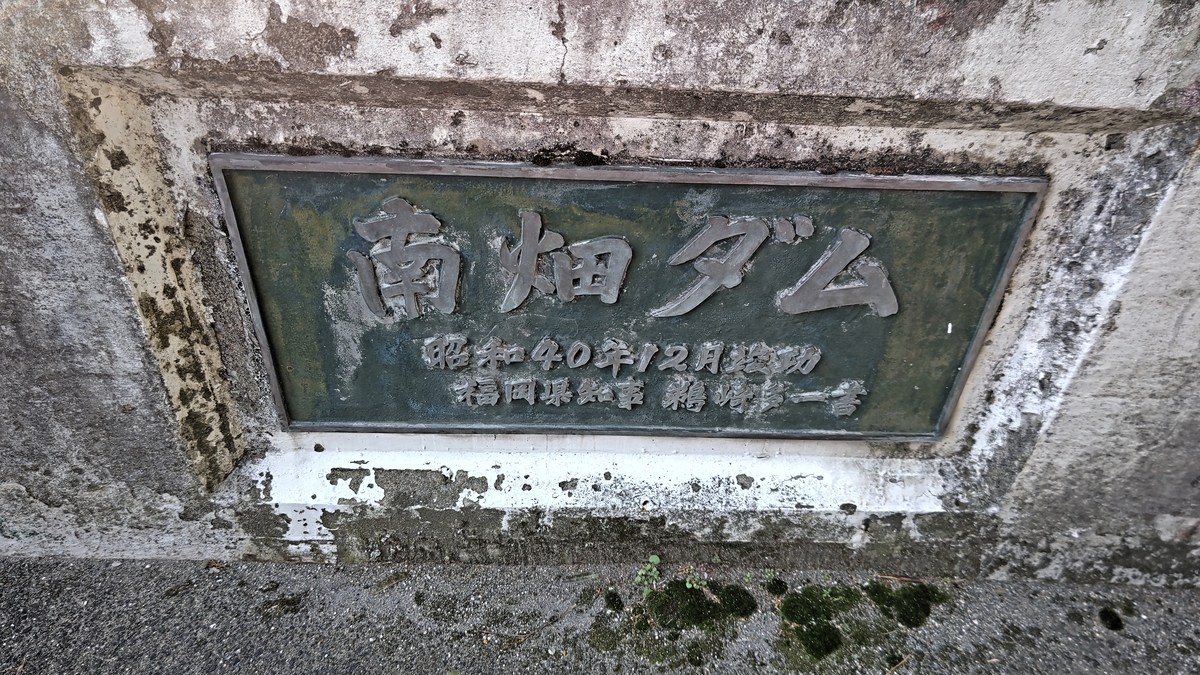 南畑ダム
昭和40年12月竣功
福岡県知事 鵜崎多一書